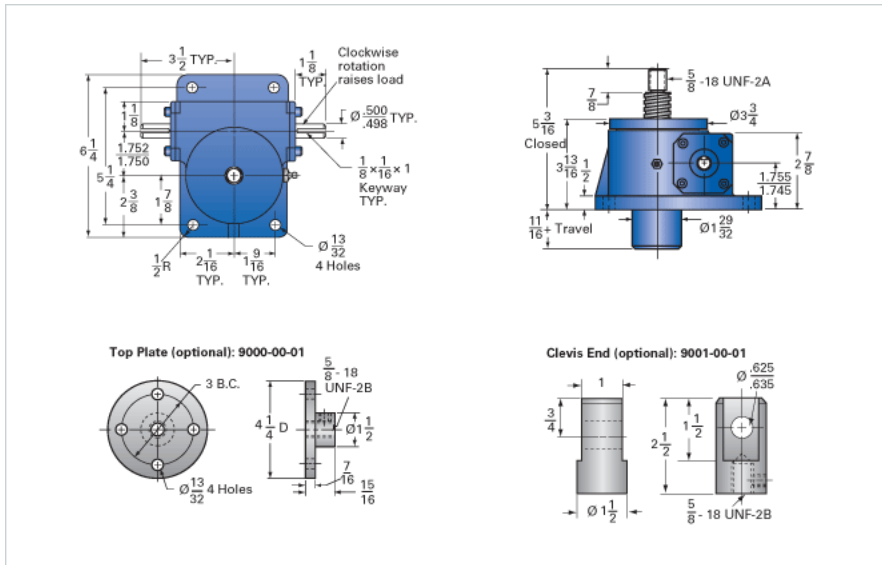 3 1/2 TYP.
1 1/8 TYP.
Clockwise
rotation
raises load
Ø .500/.498 TYP.
1/8 × 1/16 × 1
Keyway
TYP.
6 1/4
5 1/4
1 1/8
1.752/1.750
2 3/8
1 7/8
1/2 R
2 1/16 TYP.
1 9/16 TYP.
Ø 13/32
4 Holes
5/8 -18 UNF-2A
7/8
Ø3 3/4
5 3/16
Closed
3 13/16
1/2
2 7/8
1.755/1.745
11/16 + Travel
Ø1 29/32
Top Plate (optional): 9000-00-01
3 B.C.
Ø 13/32 4 Holes
5/8 - 18
UNF-2B
4 1/4 D
Ø1 1/2
7/16
15/16
Clevis End (optional): 9001-00-01
1
3/4
Ø 1 1/2
Ø .625/.635
2 1/2
1 1/2
5/8 - 18 UNF-2B